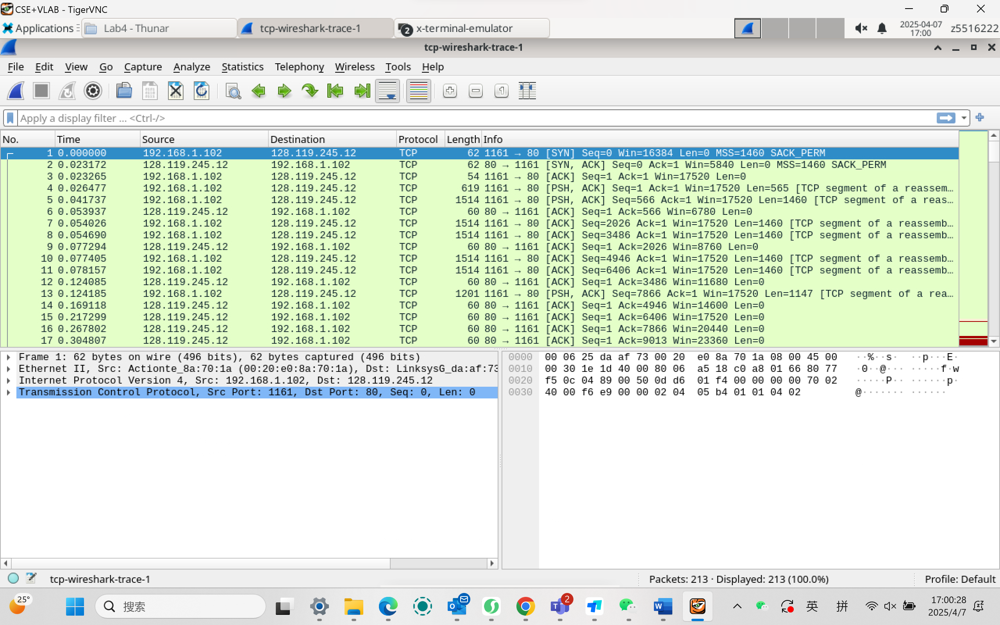 CSE+VLAB - TigerVNC
Applications Lab4 - Thunar tcp-wireshark-trace-1 2 x-terminal-emulator 2025-04-07 17:00 z5516222
tcp-wireshark-trace-1
File Edit View Go Capture Analyze Statistics Telephony Wireless Tools Help
Apply a display filter ... <Ctrl-/>
No. Time Source Destination Protocol Length Info
1 0.000000 192.168.1.102 128.119.245.12 TCP 62 1161 → 80 [SYN] Seq=0 Win=16384 Len=0 MSS=1460 SACK_PERM
2 0.023172 128.119.245.12 192.168.1.102 TCP 62 80 → 1161 [SYN, ACK] Seq=0 Ack=1 Win=5840 Len=0 MSS=1460 SACK_PERM
3 0.023265 192.168.1.102 128.119.245.12 TCP 54 1161 → 80 [ACK] Seq=1 Ack=1 Win=17520 Len=0
4 0.026477 192.168.1.102 128.119.245.12 TCP 619 1161 → 80 [PSH, ACK] Seq=1 Ack=1 Win=17520 Len=565 [TCP segment of a reassem…
5 0.041737 192.168.1.102 128.119.245.12 TCP 1514 1161 → 80 [PSH, ACK] Seq=566 Ack=1 Win=17520 Len=1460 [TCP segment of a reas…
6 0.053937 128.119.245.12 192.168.1.102 TCP 60 80 → 1161 [ACK] Seq=1 Ack=566 Win=6780 Len=0
7 0.054026 192.168.1.102 128.119.245.12 TCP 1514 1161 → 80 [ACK] Seq=2026 Ack=1 Win=17520 Len=1460 [TCP segment of a reassemb…
8 0.054690 192.168.1.102 128.119.245.12 TCP 1514 1161 → 80 [ACK] Seq=3486 Ack=1 Win=17520 Len=1460 [TCP segment of a reassemb…
9 0.077294 128.119.245.12 192.168.1.102 TCP 60 80 → 1161 [ACK] Seq=1 Ack=2026 Win=8760 Len=0
10 0.077405 192.168.1.102 128.119.245.12 TCP 1514 1161 → 80 [ACK] Seq=4946 Ack=1 Win=17520 Len=1460 [TCP segment of a reassemb…
11 0.078157 192.168.1.102 128.119.245.12 TCP 1514 1161 → 80 [ACK] Seq=6406 Ack=1 Win=17520 Len=1460 [TCP segment of a reassemb…
12 0.124085 128.119.245.12 192.168.1.102 TCP 60 80 → 1161 [ACK] Seq=1 Ack=3486 Win=11680 Len=0
13 0.124185 192.168.1.102 128.119.245.12 TCP 1201 1161 → 80 [PSH, ACK] Seq=7866 Ack=1 Win=17520 Len=1147 [TCP segment of a rea…
14 0.169118 128.119.245.12 192.168.1.102 TCP 60 80 → 1161 [ACK] Seq=1 Ack=4946 Win=14600 Len=0
15 0.217299 128.119.245.12 192.168.1.102 TCP 60 80 → 1161 [ACK] Seq=1 Ack=6406 Win=17520 Len=0
16 0.267802 128.119.245.12 192.168.1.102 TCP 60 80 → 1161 [ACK] Seq=1 Ack=7866 Win=20440 Len=0
17 0.304807 128.119.245.12 192.168.1.102 TCP 60 80 → 1161 [ACK] Seq=1 Ack=9013 Win=23360 Len=0
Frame 1: 62 bytes on wire (496 bits), 62 bytes captured (496 bits)
Ethernet II, Src: Actionte_8a:70:1a (00:20:e0:8a:70:1a), Dst: LinksysG_da:af:73
Internet Protocol Version 4, Src: 192.168.1.102, Dst: 128.119.245.12
Transmission Control Protocol, Src Port: 1161, Dst Port: 80, Seq: 0, Len: 0
0000 00 06 25 da af 73 00 20 e0 8a 70 1a 08 00 45 00 ··%··s· ··p···E·
0010 00 30 1e 1d 40 00 80 06 a5 18 c0 a8 01 66 80 77 ·0··@··· ·····f·w
0020 f5 0c 04 89 00 50 0d d6 01 f4 00 00 00 00 70 02 ·····P·· ······p·
0030 40 00 f6 e9 00 00 02 04 05 b4 01 01 04 02 @······· ······
tcp-wireshark-trace-1 Packets: 213 · Displayed: 213 (100.0%) Profile: Default
25° 搜索 2 英 拼 17:00:28
2025/4/7